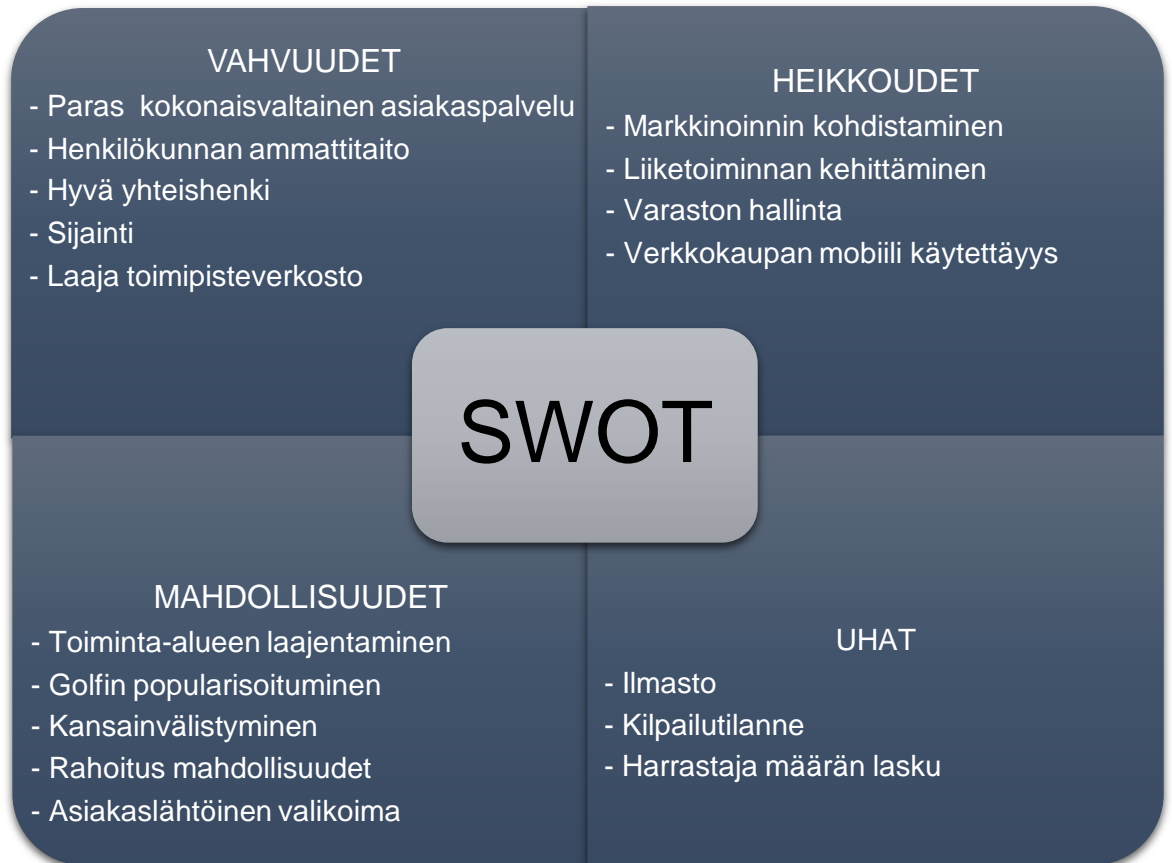 VAHVUUDET
- Paras  kokonaisvaltainen asiakaspalvelu
- Henkilökunnan ammattitaito
- Hyvä yhteishenki
- Sijainti
- Laaja toimipisteverkosto
HEIKKOUDET
- Markkinoinnin kohdistaminen
- Liiketoiminnan kehittäminen
- Varaston hallinta
- Verkkokaupan mobiili käytettäyys
SWOT
MAHDOLLISUUDET
- Toiminta-alueen laajentaminen
- Golfin popularisoituminen
- Kansainvälistyminen
- Rahoitus mahdollisuudet
- Asiakaslähtöinen valikoima
UHAT
- Ilmasto
- Kilpailutilanne
- Harrastaja määrän lasku